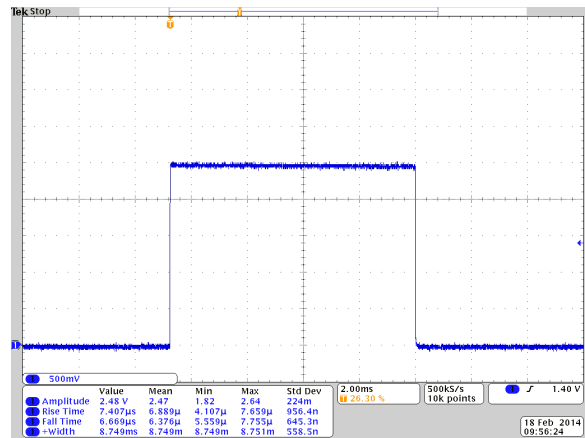 Tek Stop
T
T
1
1 500mV
Value Mean Min Max Std Dev
1 Amplitude 2.48 V 2.47 1.82 2.64 224m
1 Rise Time 7.407µs 6.889µ 4.107µ 7.659µ 956.4n
1 Fall Time 6.669µs 6.376µ 5.559µ 7.755µ 645.3n
1 +Width 8.749ms 8.749m 8.749m 8.751m 558.5n
2.00ms
T 26.30 %
500kS/s
10k points
1 1.40 V
18 Feb 2014
09:56:24